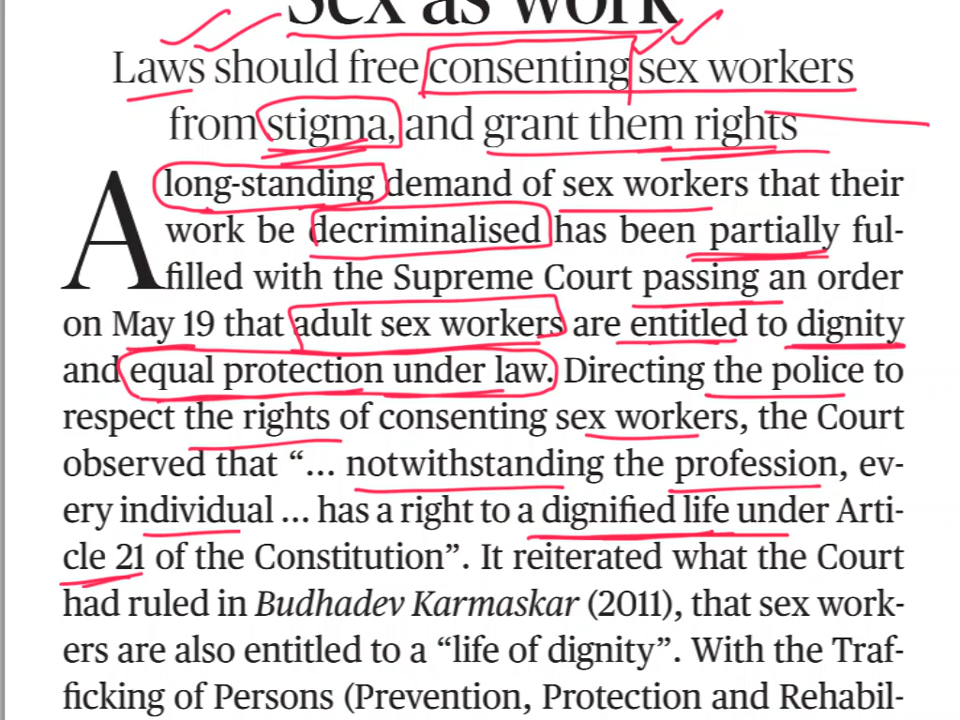 Sex as work
Laws should free consenting sex workers
from stigma, and grant them rights
A long-standing demand of sex workers that their
work be decriminalised has been partially ful-
filled with the Supreme Court passing an order
on May 19 that adult sex workers are entitled to dignity
and equal protection under law. Directing the police to
respect the rights of consenting sex workers, the Court
observed that “... notwithstanding the profession, ev-
ery individual ... has a right to a dignified life under Arti-
cle 21 of the Constitution”. It reiterated what the Court
had ruled in Budhadev Karmaskar (2011), that sex work-
ers are also entitled to a “life of dignity”. With the Traf-
ficking of Persons (Prevention, Protection and Rehabil-